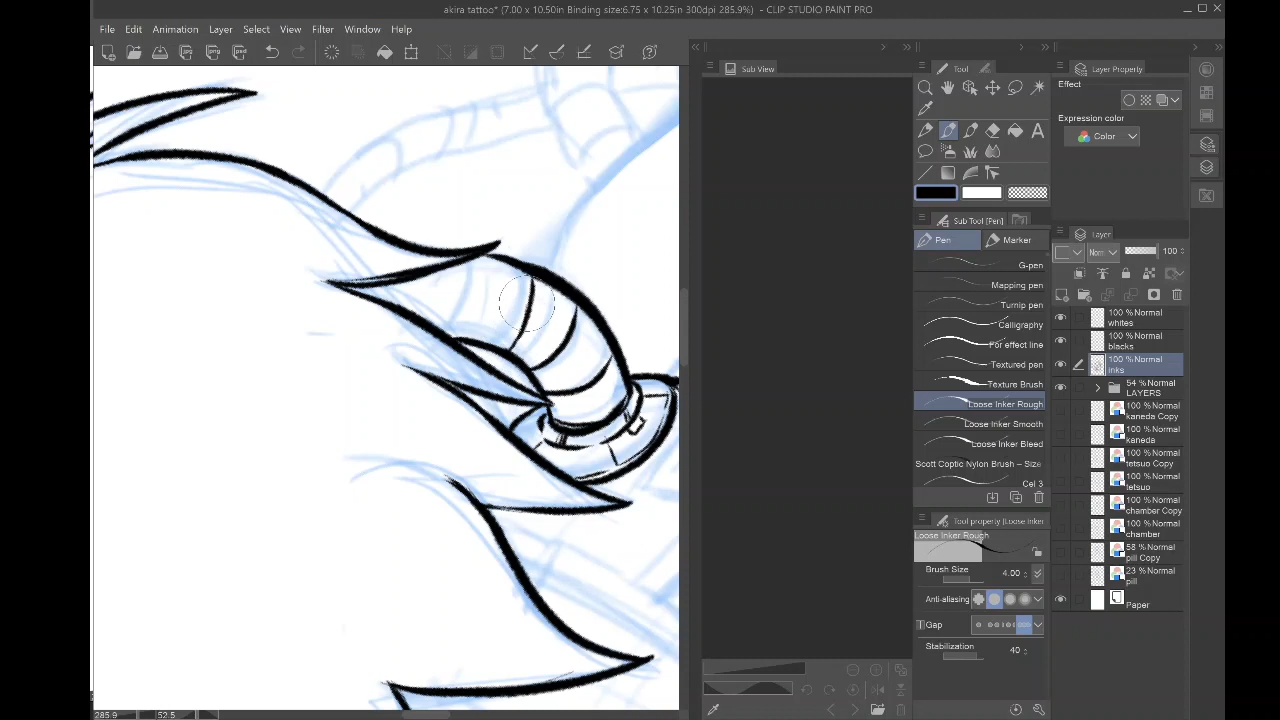 akira tattoo* (7.00 x 10.50in Binding size:6.75 x 10.25in 300dpi 285.9%) - CLIP STUDIO PAINT PRO
File Edit Animation Layer Select View Filter Window Help
Sub View
Tool
Layer Property
Effect
Expression color
Color
Sub Tool [Pen]
Pen
Marker
G-pen
Mapping pen
Turnip pen
Calligraphy
For effect line
Textured pen
Texture Brush
Loose Inker Rough
Loose Inker Smooth
Loose Inker Bleed
Scott Coptic Nylon Brush – Size
Cel 3
Tool property [Loose Inker
Loose Inker Rough
Brush Size 4.00
Anti-aliasing
Gap
Stabilization 40
Layer
100
100 %Normal
whites
100 %Normal
blacks
100 %Normal
inks
54 %Normal
LAYERS
100 %Normal
kaneda Copy
100 %Normal
kaneda
100 %Normal
tetsuo Copy
100 %Normal
tetsuo
100 %Normal
chamber Copy
100 %Normal
chamber
58 %Normal
pill Copy
23 %Normal
pill
Paper
285.9
52.5